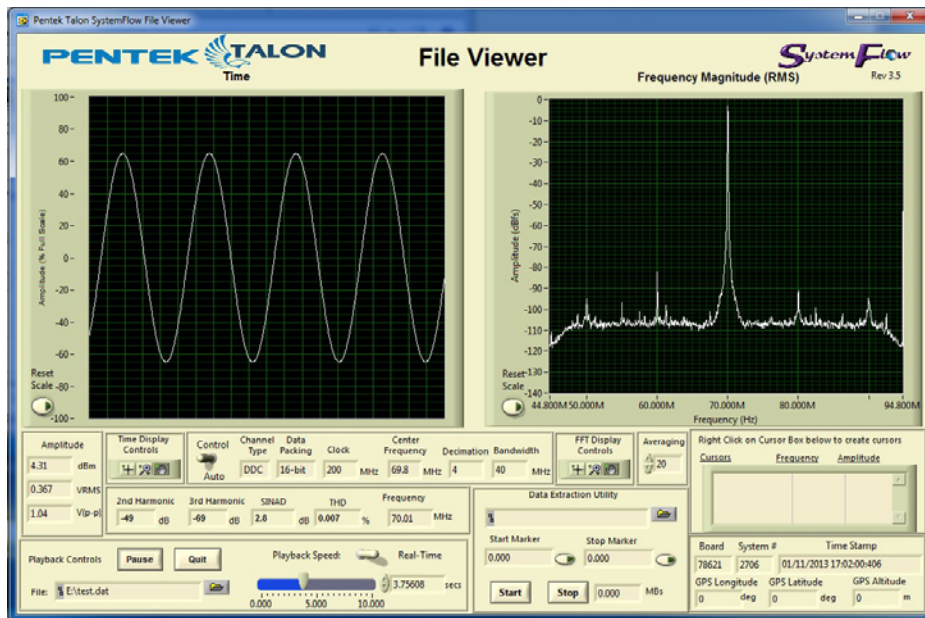 Pentek Talon SystemFlow File Viewer
PENTEK TALON
File Viewer
SystemFlow
Rev 3.5
Time
100
80
60
40
20
0
-20
-40
-60
-80
-100
Amplitude (% Full Scale)
Reset
Scale
Frequency Magnitude (RMS)
0
-10
-20
-30
-40
-50
-60
-70
-80
-90
-100
-110
-120
-130
-140
Amplitude (dBfs)
Reset
Scale
44.800M 50.000M 60.000M 70.000M 80.000M 94.800M
Frequency (Hz)
Amplitude
4.31 dBm
0.367 VRMS
1.04 V(p-p)
Time Display
Controls
Control
Auto
Channel
Type
DDC
Data
Packing
16-bit
Clock
200 MHz
Center
Frequency
69.8 MHz
Decimation
4
Bandwidth
40 MHz
FFT Display
Controls
Averaging
20
2nd Harmonic
-49 dB
3rd Harmonic
-69 dB
SINAD
2.8 dB
THD
0.007 %
Frequency
70.01 MHz
Playback Controls
Pause
Quit
Playback Speed:
Real-Time
File: E:\test.dat
0.000 5.000 10.000
3.75608 secs
Data Extraction Utility
Start Marker
0.000
Stop Marker
0.000
Start
Stop
0.000 MBs
Right Click on Cursor Box below to create cursors
Cursors Frequency Amplitude
Board System # Time Stamp
78621 2706 01/11/2013 17:02:00:406
GPS Longitude GPS Latitude GPS Altitude
0 deg 0 deg 0 m